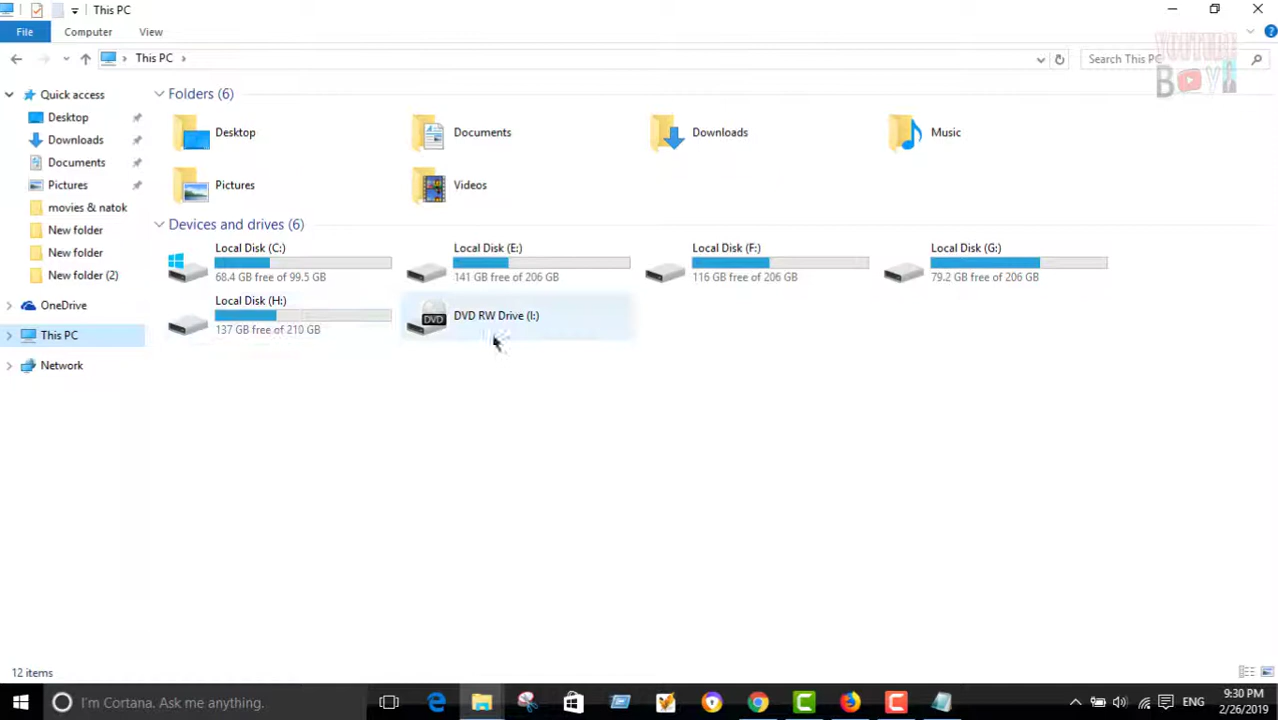 This PC
File
Computer
View
This PC
Search This PC
YOUTUBE
BOY
Quick access
Desktop
Downloads
Documents
Pictures
movies & natok
New folder
New folder
New folder (2)
OneDrive
This PC
Network
Folders (6)
Desktop
Documents
Downloads
Music
Pictures
Videos
Devices and drives (6)
Local Disk (C:)
68.4 GB free of 99.5 GB
Local Disk (E:)
141 GB free of 206 GB
Local Disk (F:)
116 GB free of 206 GB
Local Disk (G:)
79.2 GB free of 206 GB
Local Disk (H:)
137 GB free of 210 GB
DVD
DVD RW Drive (I:)
12 items
I'm Cortana. Ask me anything.
ENG
9:30 PM
2/26/2019